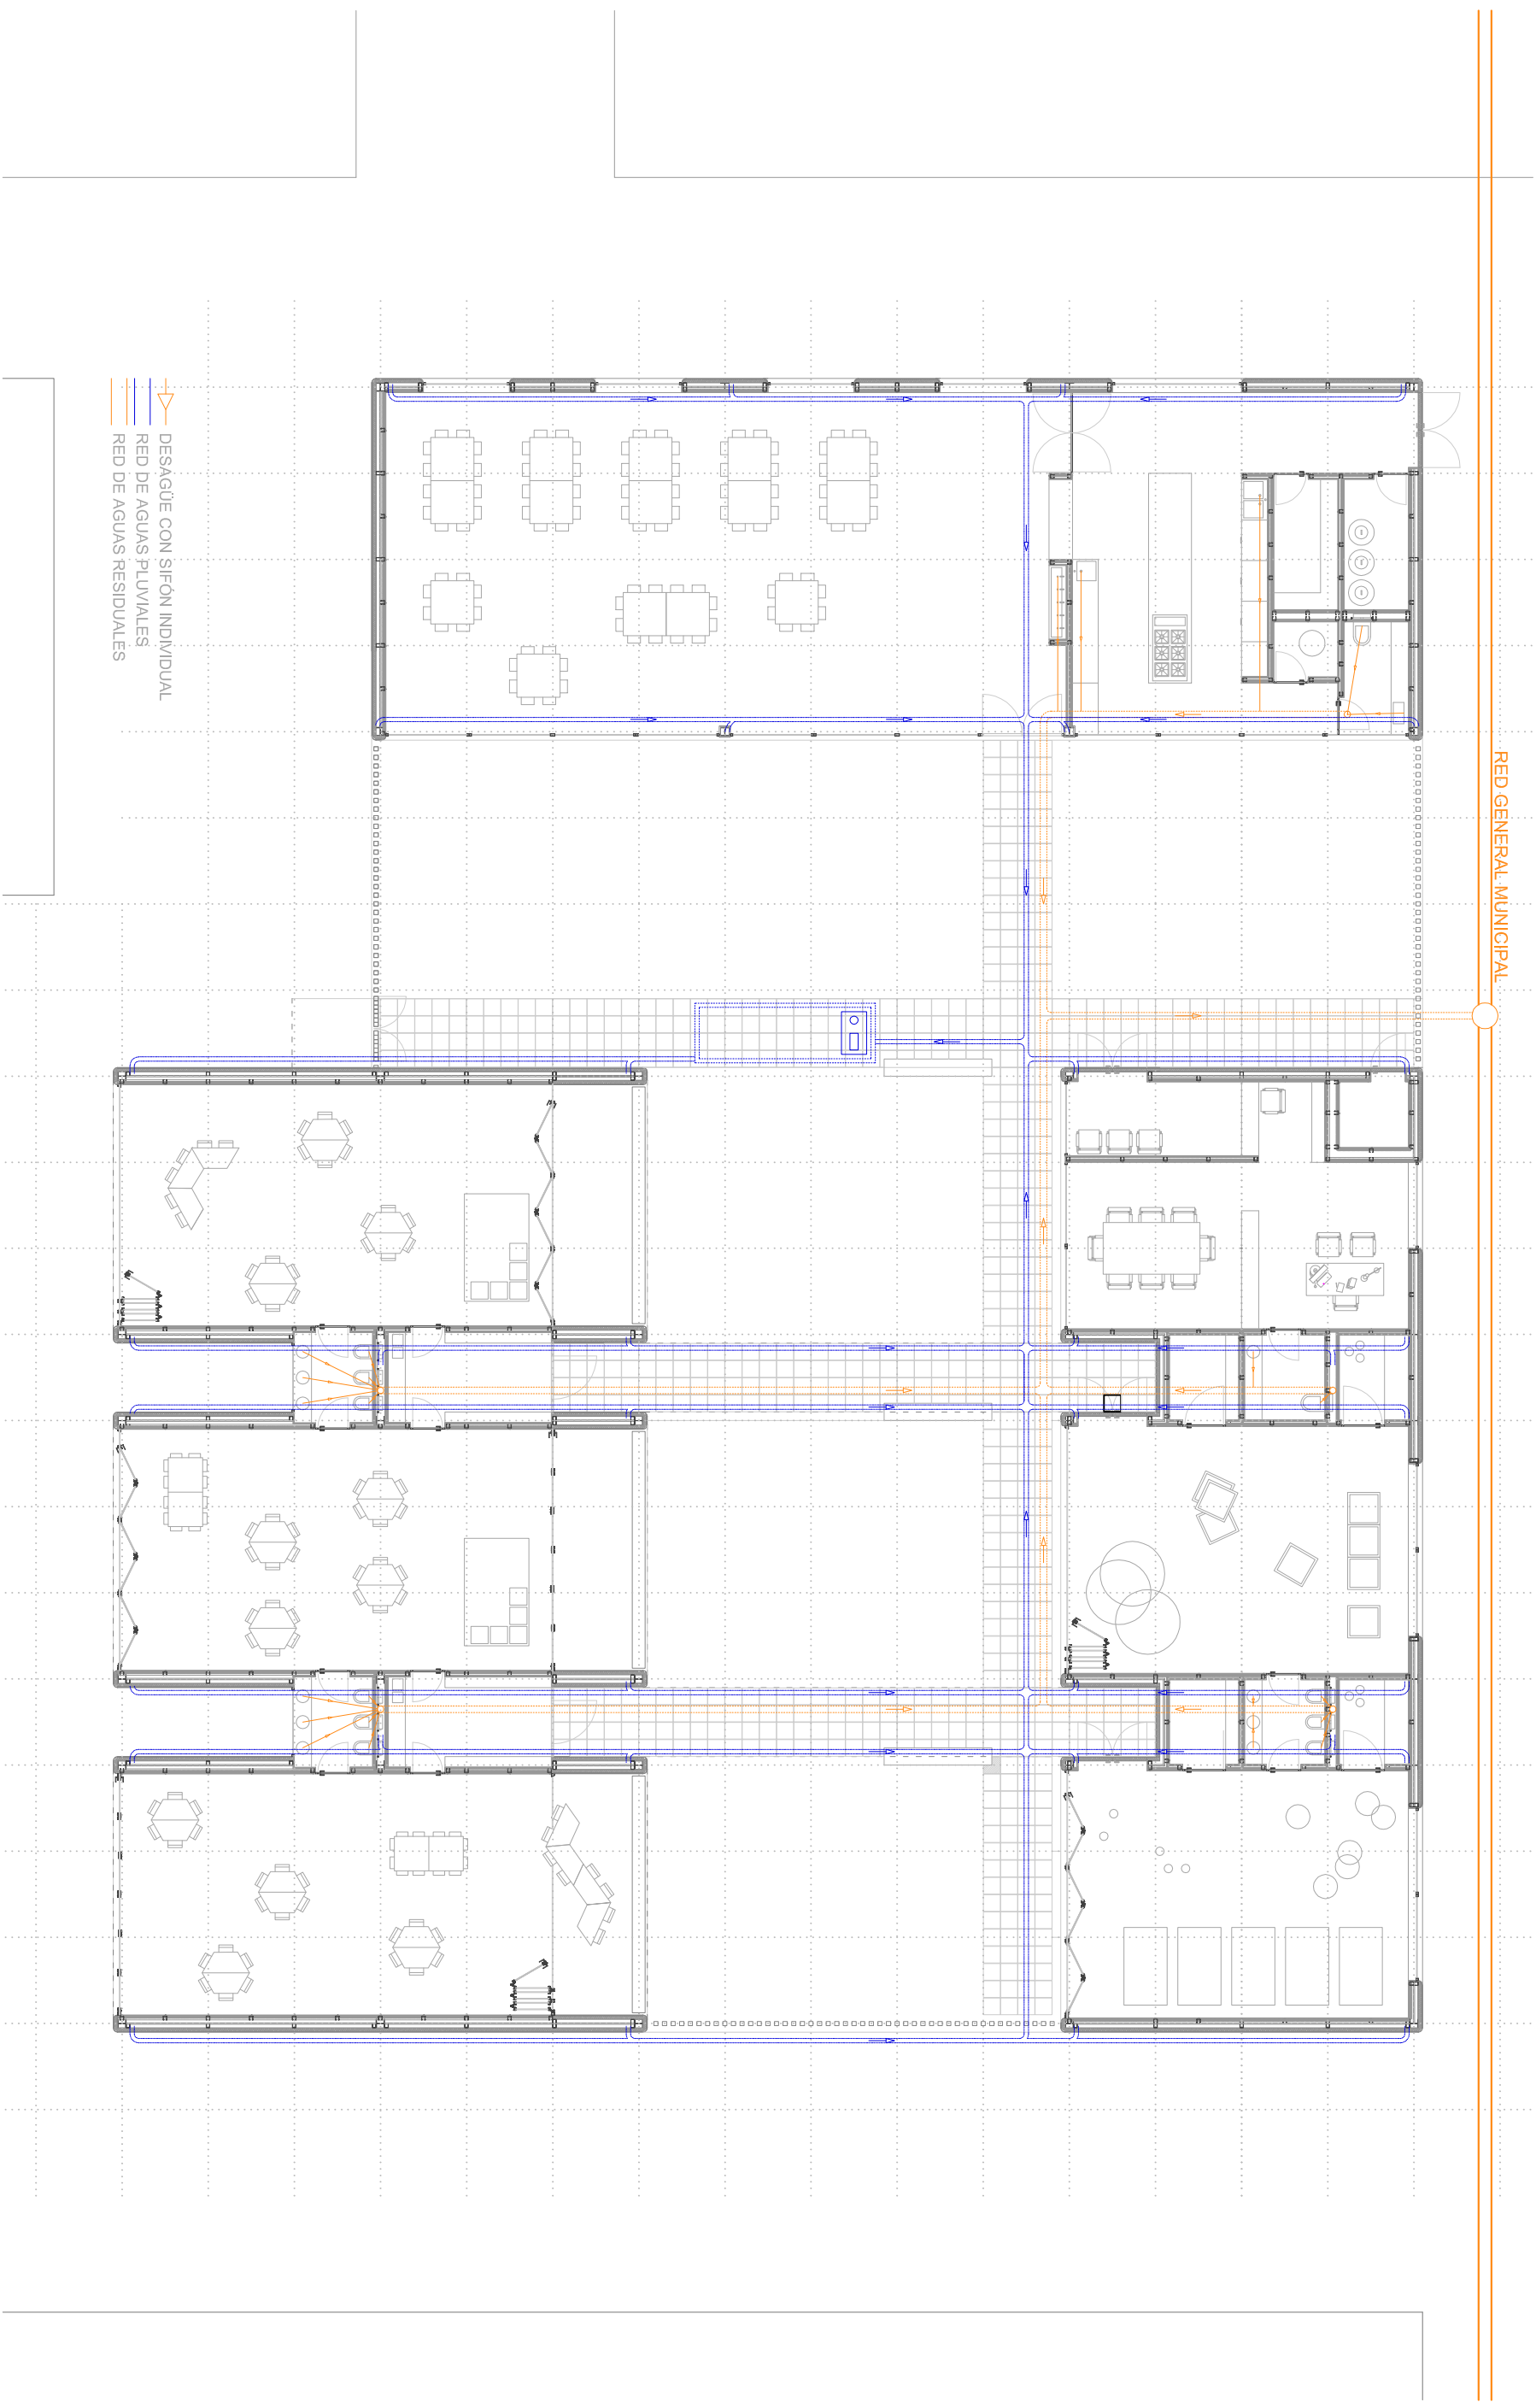 DESAGÜE CON SIFÓN INDIVIDUAL
RED DE AGUAS PLUVIALES
RED DE AGUAS RESIDUALES
RED GENERAL MUNICIPAL